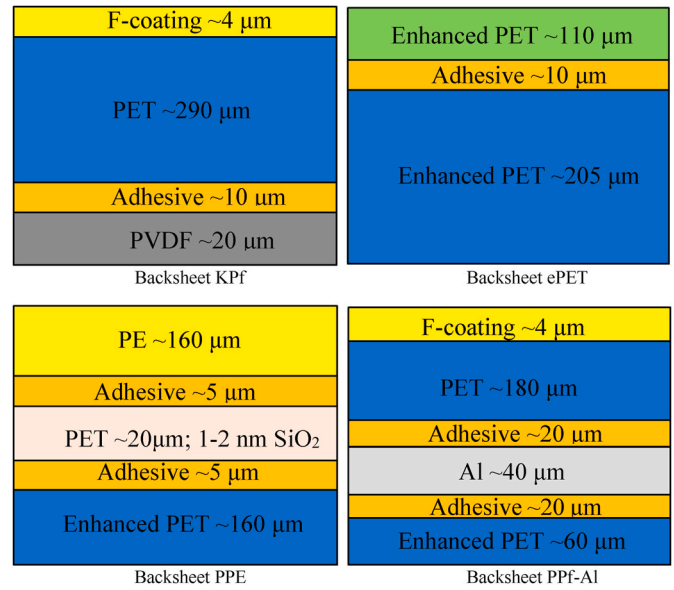 F-coating ~4 μm
PET ~290 μm
Adhesive ~10 μm
PVDF ~20 μm
Backsheet KPf
Enhanced PET ~110 μm
Adhesive ~10 μm
Enhanced PET ~205 μm
Backsheet ePET
PE ~160 μm
Adhesive ~5 μm
PET ~20μm; 1-2 nm SiO₂
Adhesive ~5 μm
Enhanced PET ~160 μm
Backsheet PPE
F-coating ~4 μm
PET ~180 μm
Adhesive ~20 μm
Al ~40 μm
Adhesive ~20 μm
Enhanced PET ~60 μm
Backsheet PPf-Al